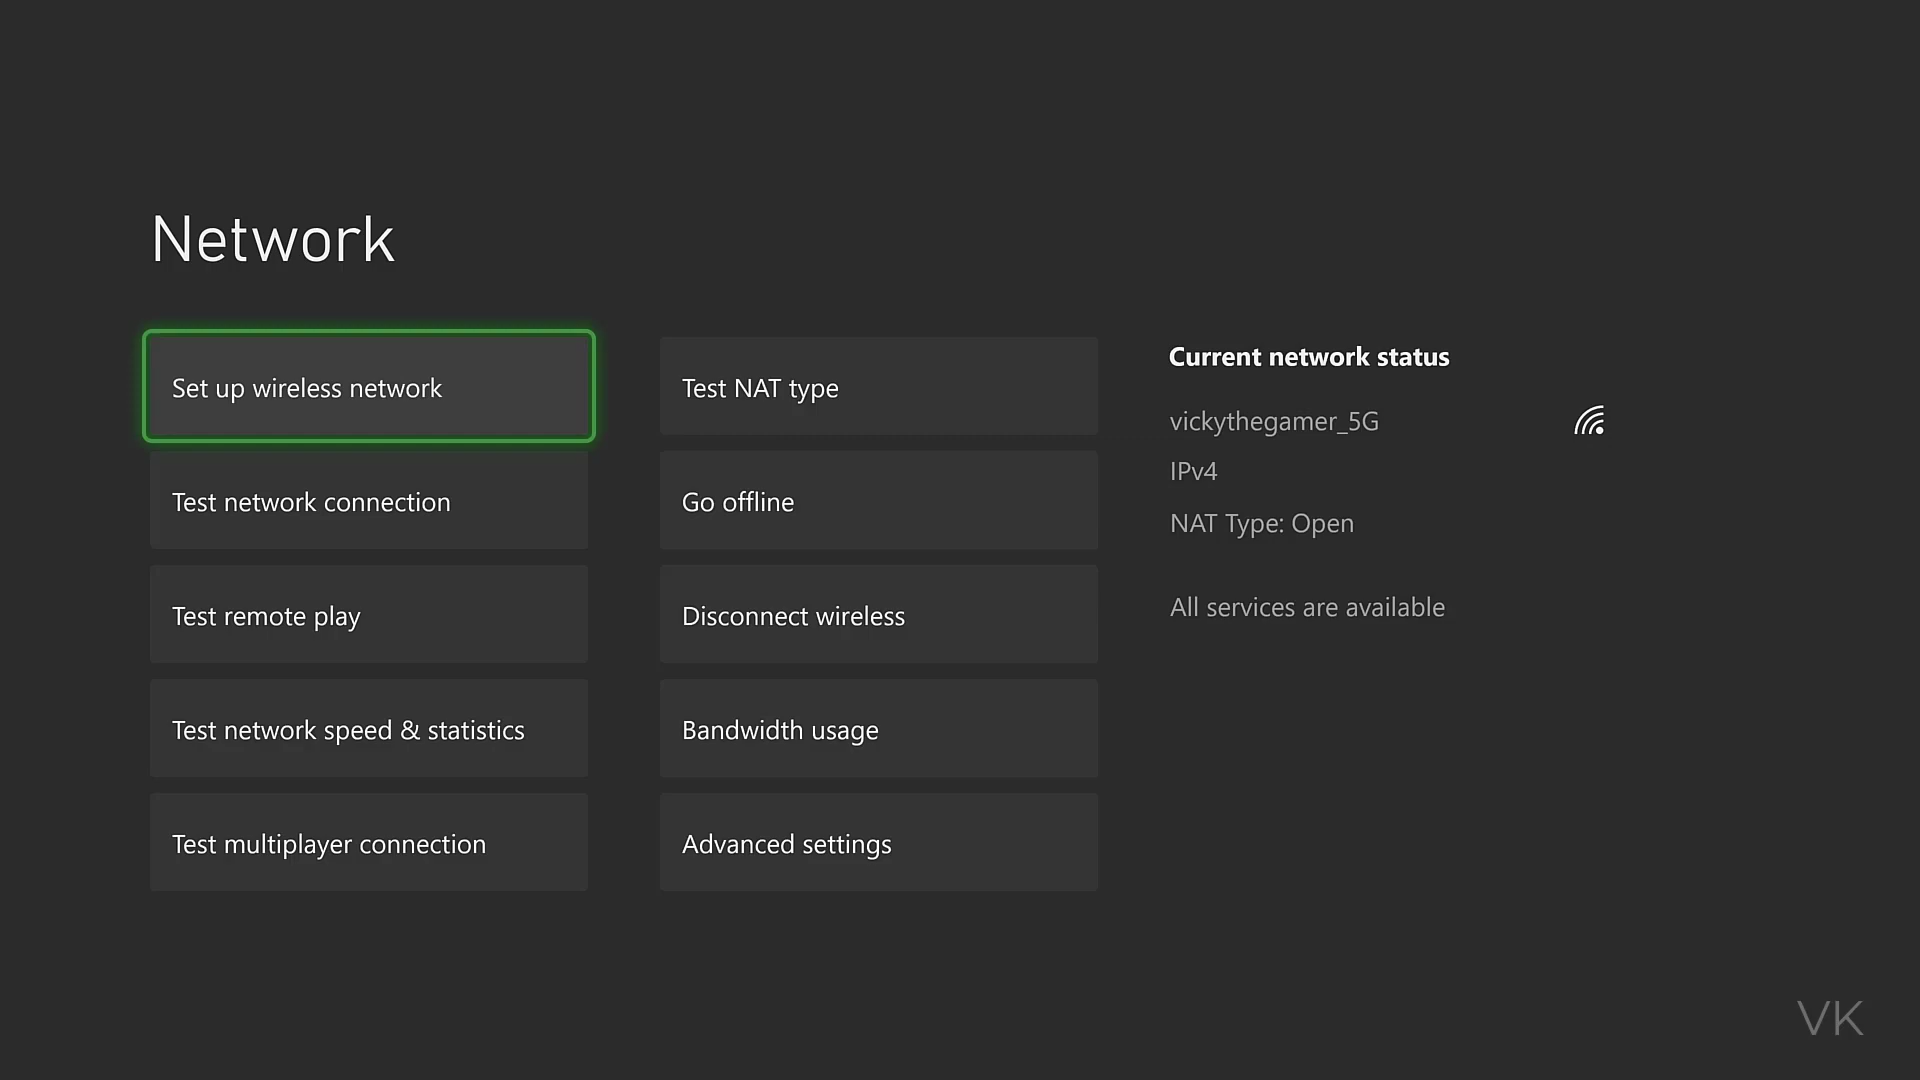 Network
Set up wireless network
Test network connection
Test remote play
Test network speed & statistics
Test multiplayer connection
Test NAT type
Go offline
Disconnect wireless
Bandwidth usage
Advanced settings
Current network status
vickythegamer_5G
IPv4
NAT Type: Open
All services are available
VK